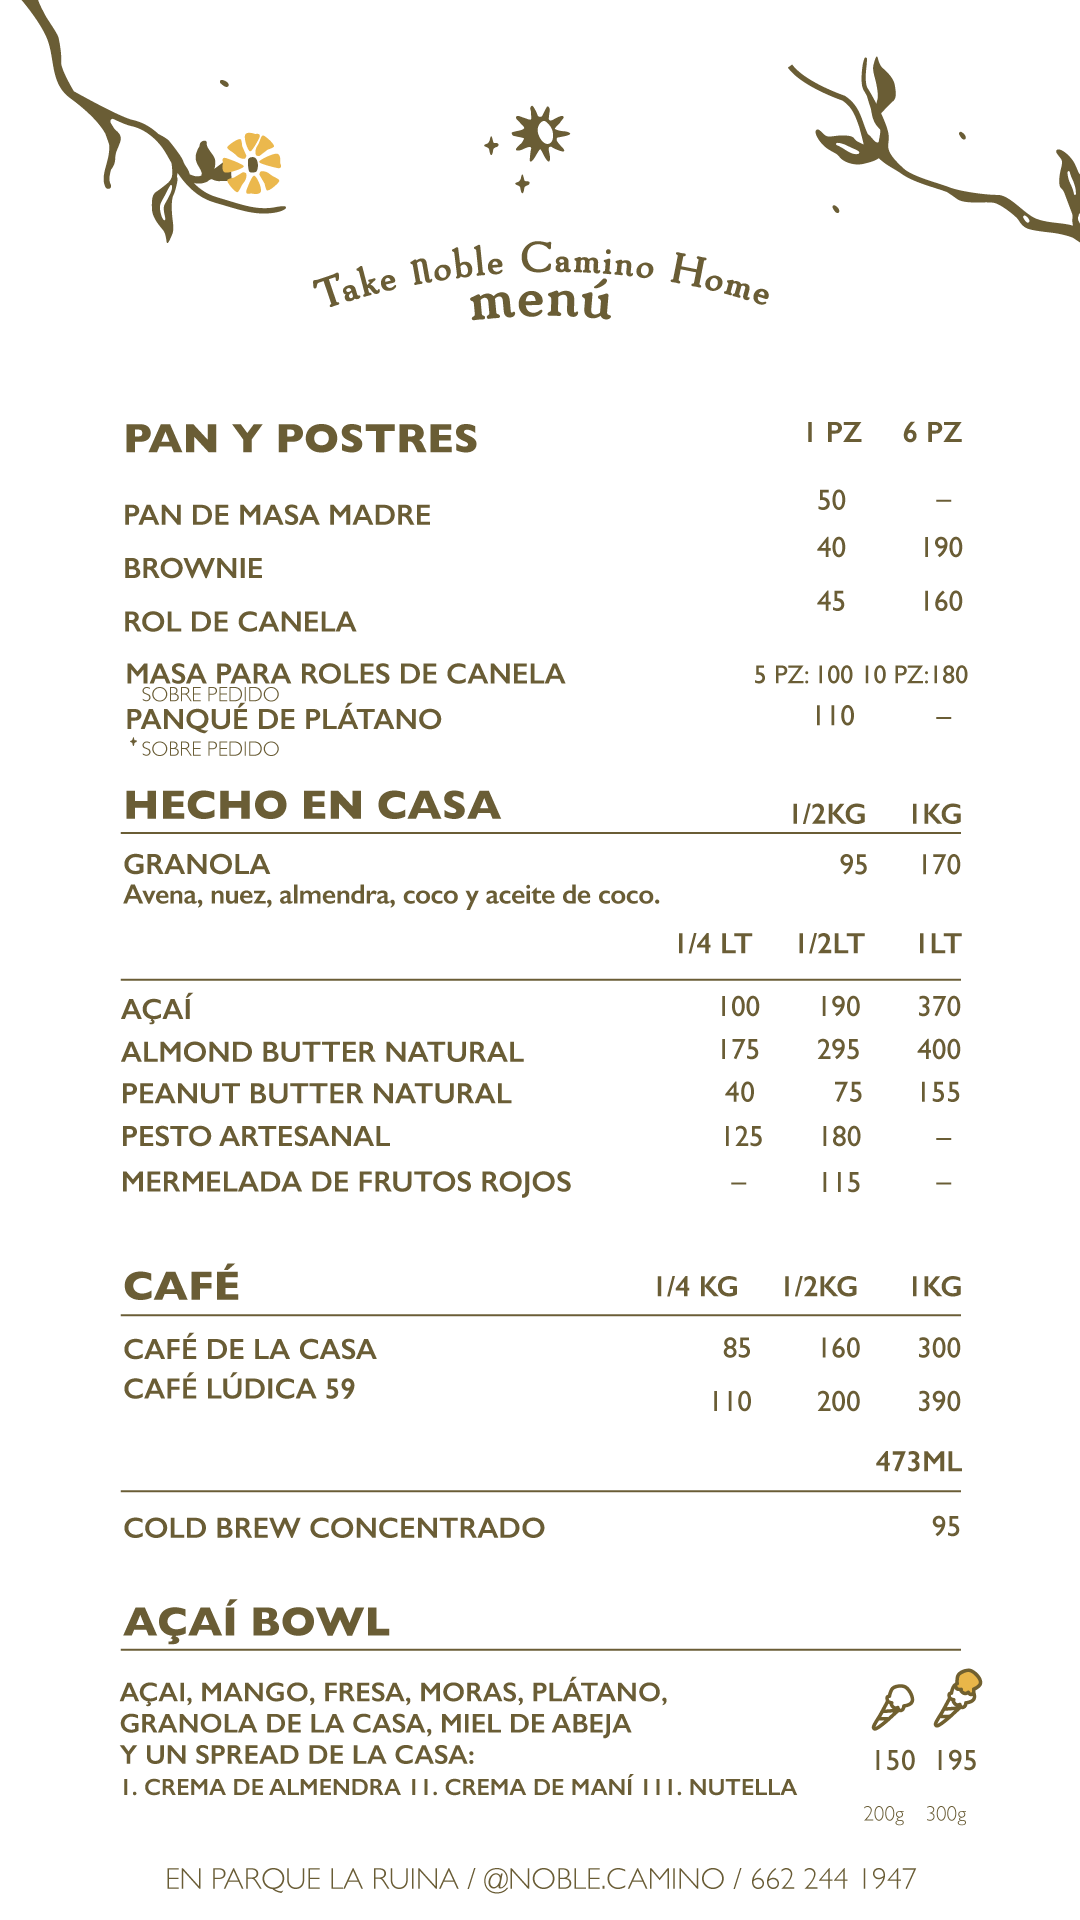 Take Noble Camino Home
menú
PAN Y POSTRES 1 PZ 6 PZ
PAN DE MASA MADRE 50 –
BROWNIE 40 190
ROL DE CANELA 45 160
MASA PARA ROLES DE CANELA 5 PZ: 100 10 PZ:180
SOBRE PEDIDO
PANQUÉ DE PLÁTANO 110 –
SOBRE PEDIDO
HECHO EN CASA 1/2KG 1KG
GRANOLA 95 170
Avena, nuez, almendra, coco y aceite de coco.
1/4 LT 1/2LT 1LT
AÇAÍ 100 190 370
ALMOND BUTTER NATURAL 175 295 400
PEANUT BUTTER NATURAL 40 75 155
PESTO ARTESANAL 125 180 –
MERMELADA DE FRUTOS ROJOS – 115 –
CAFÉ 1/4 KG 1/2KG 1KG
CAFÉ DE LA CASA 85 160 300
CAFÉ LÚDICA 59 110 200 390
473ML
COLD BREW CONCENTRADO 95
AÇAÍ BOWL
AÇAI, MANGO, FRESA, MORAS, PLÁTANO,
GRANOLA DE LA CASA, MIEL DE ABEJA
Y UN SPREAD DE LA CASA: 150 195
1. CREMA DE ALMENDRA 11. CREMA DE MANÍ 111. NUTELLA
200g 300g
EN PARQUE LA RUINA / @NOBLE.CAMINO / 662 244 1947